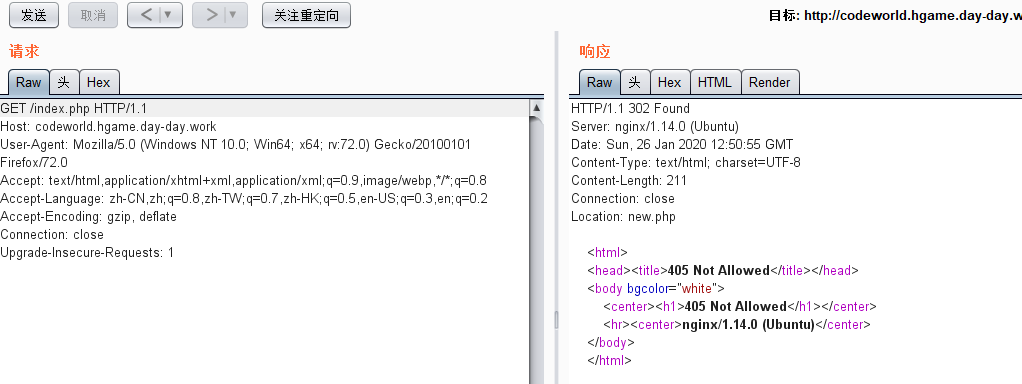 发送 取消 < | ▼ > | ▼ 关注重定向 目标: http://codeworld.hgame.day-day.w
请求
Raw 头 Hex
GET /index.php HTTP/1.1
Host: codeworld.hgame.day-day.work
User-Agent: Mozilla/5.0 (Windows NT 10.0; Win64; x64; rv:72.0) Gecko/20100101
Firefox/72.0
Accept: text/html,application/xhtml+xml,application/xml;q=0.9,image/webp,*/*;q=0.8
Accept-Language: zh-CN,zh;q=0.8,zh-TW;q=0.7,zh-HK;q=0.5,en-US;q=0.3,en;q=0.2
Accept-Encoding: gzip, deflate
Connection: close
Upgrade-Insecure-Requests: 1
响应
Raw 头 Hex HTML Render
HTTP/1.1 302 Found
Server: nginx/1.14.0 (Ubuntu)
Date: Sun, 26 Jan 2020 12:50:55 GMT
Content-Type: text/html; charset=UTF-8
Content-Length: 211
Connection: close
Location: new.php
<html>
<head><title>405 Not Allowed</title></head>
<body bgcolor="white">
<center><h1>405 Not Allowed</h1></center>
<hr><center>nginx/1.14.0 (Ubuntu)</center>
</body>
</html>